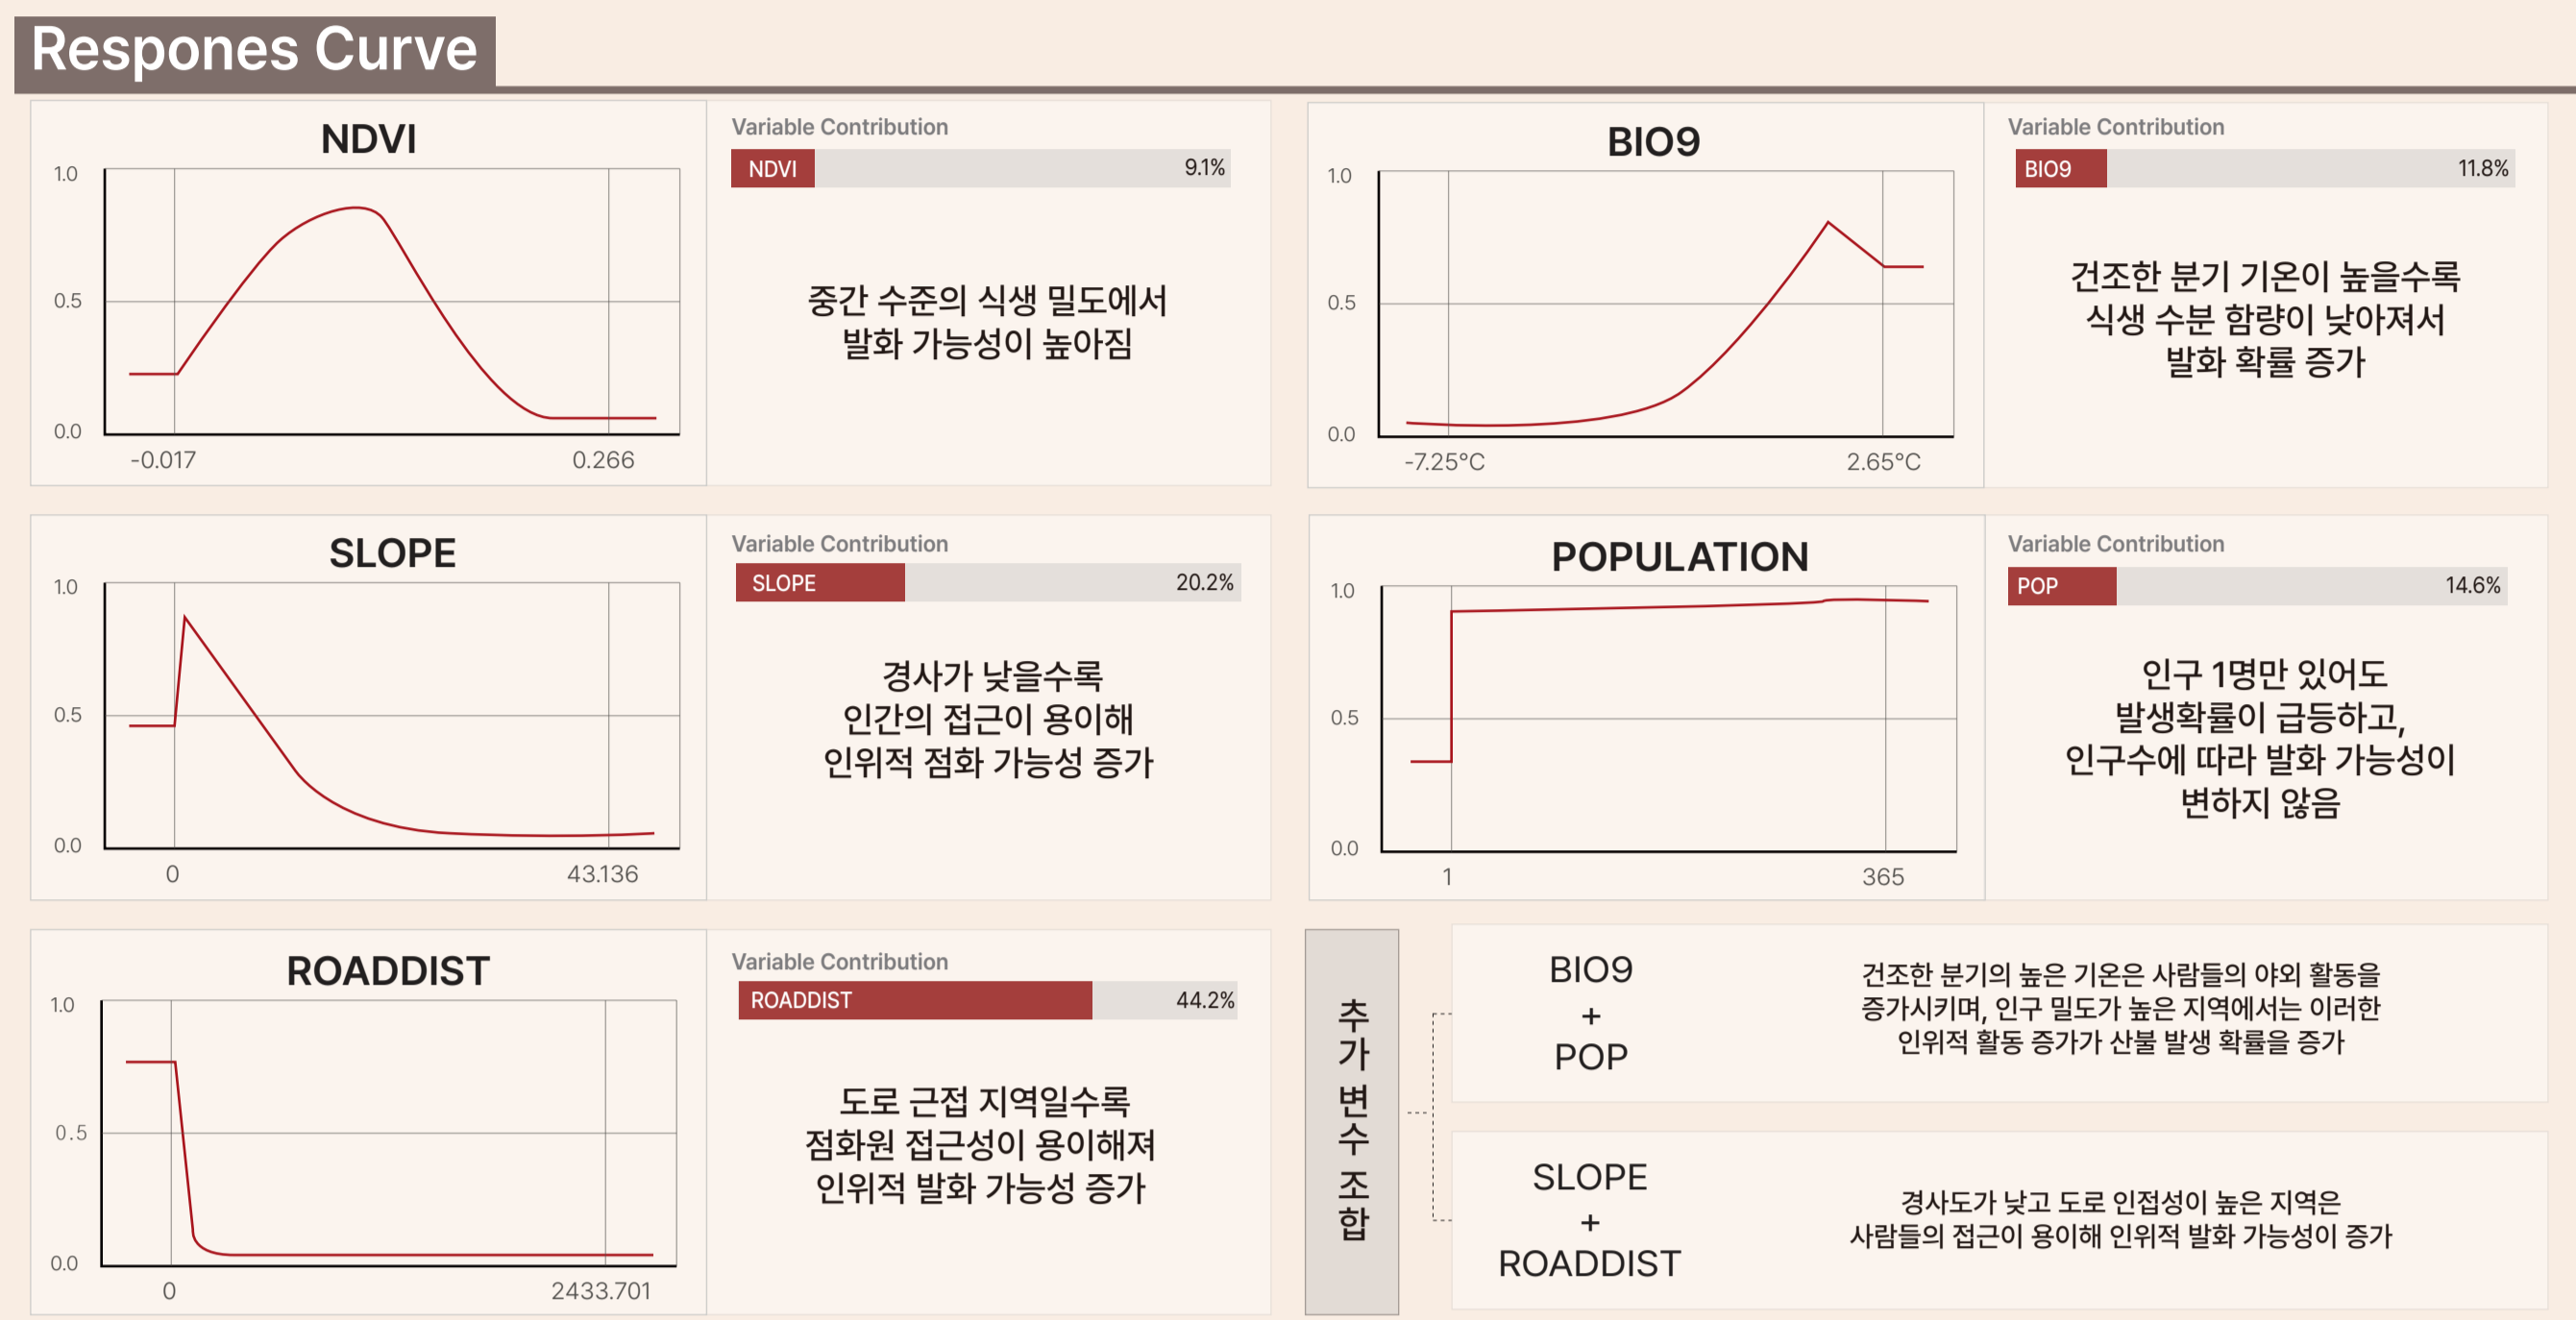 Respones Curve
NDVI
1.0
0.5
0.0
-0.017
0.266
Variable Contribution
NDVI
9.1%
중간 수준의 식생 밀도에서
발화 가능성이 높아짐
BIO9
1.0
0.5
0.0
-7.25°C
2.65°C
Variable Contribution
BIO9
11.8%
건조한 분기 기온이 높을수록
식생 수분 함량이 낮아져서
발화 확률 증가
SLOPE
1.0
0.5
0.0
0
43.136
Variable Contribution
SLOPE
20.2%
경사가 낮을수록
인간의 접근이 용이해
인위적 점화 가능성 증가
POPULATION
1.0
0.5
0.0
1
365
Variable Contribution
POP
14.6%
인구 1명만 있어도
발생확률이 급등하고,
인구수에 따라 발화 가능성이
변하지 않음
ROADDIST
1.0
0.5
0.0
0
2433.701
Variable Contribution
ROADDIST
44.2%
도로 근접 지역일수록
점화원 접근성이 용이해져
인위적 발화 가능성 증가
추가 변수 조합
BIO9
+
POP
건조한 분기의 높은 기온은 사람들의 야외 활동을
증가시키며, 인구 밀도가 높은 지역에서는 이러한
인위적 활동 증가가 산불 발생 확률을 증가
SLOPE
+
ROADDIST
경사도가 낮고 도로 인접성이 높은 지역은
사람들의 접근이 용이해 인위적 발화 가능성이 증가